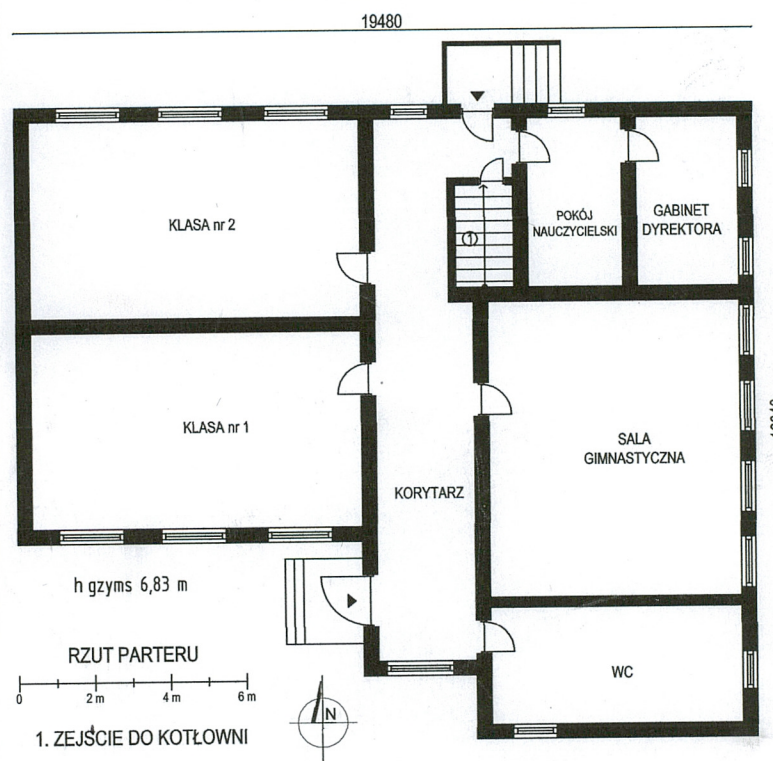 19480
KLASA nr 2
1
POKÓJ
NAUCZYCIELSKI
GABINET
DYREKTORA
KLASA nr 1
SALA
GIMNASTYCZNA
KORYTARZ
h gzyms 6,83 m
RZUT PARTERU
0 2 m 4 m 6 m
N
WC
1. ZEJŚCIE DO KOTŁOWNI